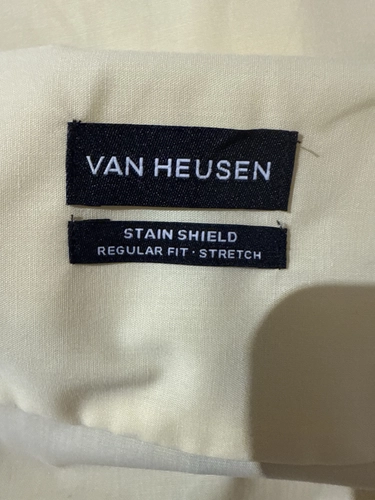 VAN HEUSEN
STAIN SHIELD
REGULAR FIT · STRETCH